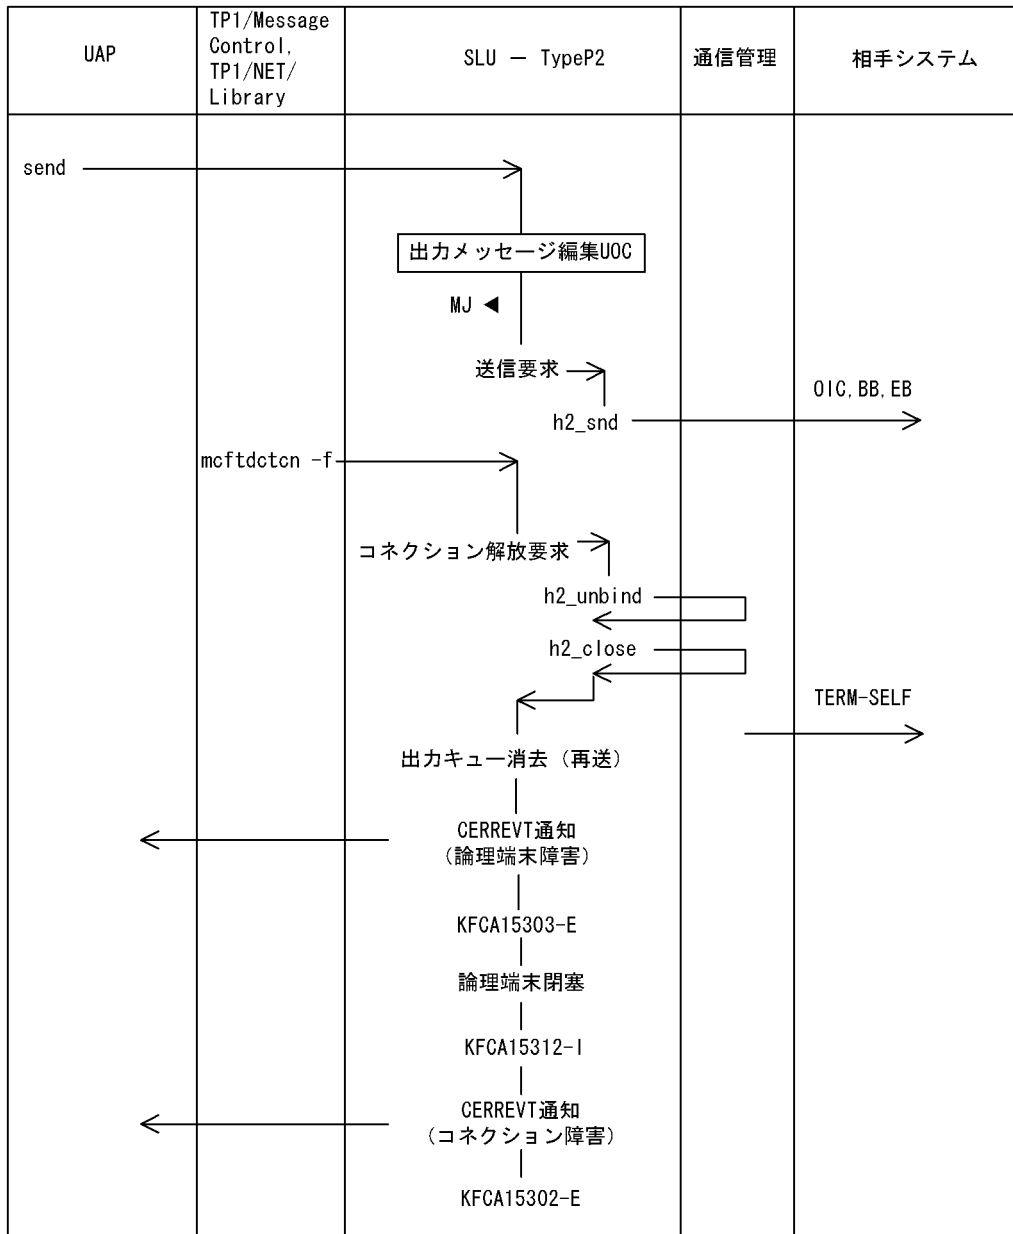 UAP
TP1/Message
Control,
TP1/NET/
Library
SLU － TypeP2
通信管理
相手システム
send
出力メッセージ編集UOC
MJ
送信要求
OIC,BB,EB
h2_snd
mcftdctcn -f
コネクション解放要求
h2_unbind
h2_close
TERM-SELF
出力キュー消去（再送）
CERREVT通知
（論理端末障害）
KFCA15303-E
論理端末閉塞
KFCA15312-I
CERREVT通知
（コネクション障害）
KFCA15302-E